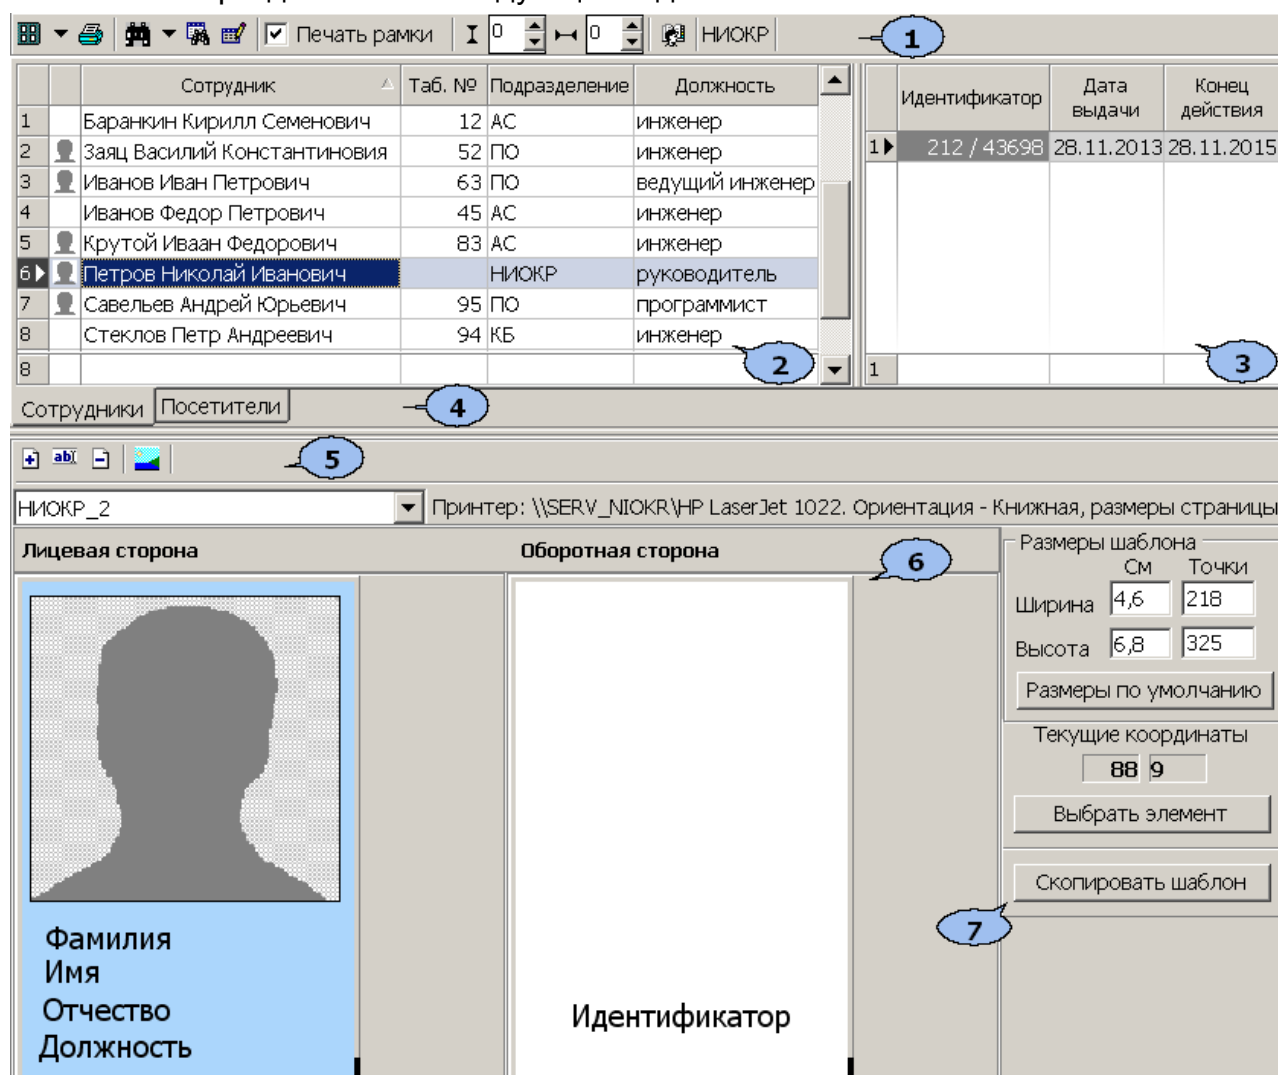 Печать рамки 0 0 НИОКР 1
Сотрудник Таб. № Подразделение Должность
1 Баранкин Кирилл Семенович 12 АС инженер
2 Заяц Василий Константиновия 52 ПО инженер
3 Иванов Иван Петрович 63 ПО ведущий инженер
4 Иванов Федор Петрович 45 АС инженер
5 Крутой Иваан Федорович 83 АС инженер
6 Петров Николай Иванович НИОКР руководитель
7 Савельев Андрей Юрьевич 95 ПО программист
8 Стеклов Петр Андреевич 94 КБ инженер
8 2
Идентификатор Дата выдачи Конец действия
1 212 / 43698 28.11.2013 28.11.2015
1 3
Сотрудники Посетители 4
abI 5
НИОКР_2 Принтер: \\SERV_NIOKR\HP LaserJet 1022. Ориентация - Книжная, размеры страницы
Лицевая сторона Оборотная сторона 6
Фамилия
Имя
Отчество
Должность
Идентификатор
Размеры шаблона
См Точки
Ширина 4,6 218
Высота 6,8 325
Размеры по умолчанию
Текущие координаты
88 9
Выбрать элемент
Скопировать шаблон
7